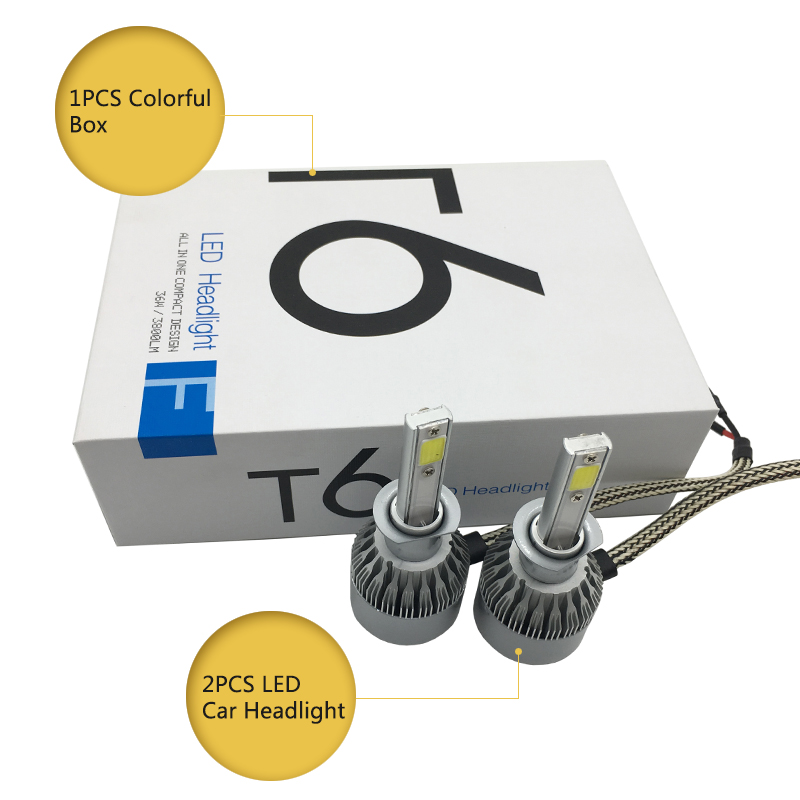 1PCS Colorful
Box
T6
LED Headlight
ALL IN ONE COMPACT DESIGN
36W / 3800LM
F
T6
Headlight
2PCS LED
Car Headlight